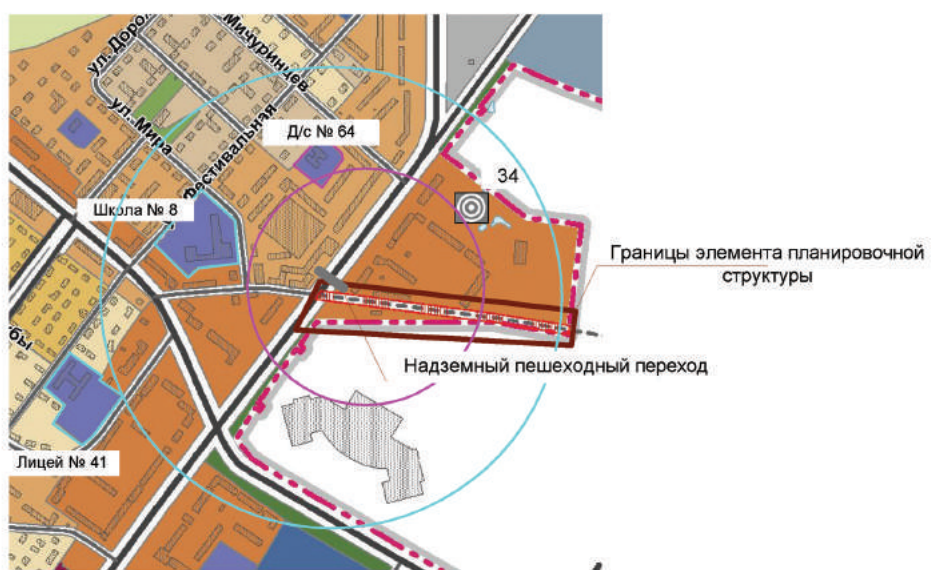 ул. Дорож
Мичуринцев
ул. Мира
Фестивальная
Д/с № 64
34
Школа № 8
Границы элемента планировочной
структуры
бы
Надземный пешеходный переход
Лицей № 41